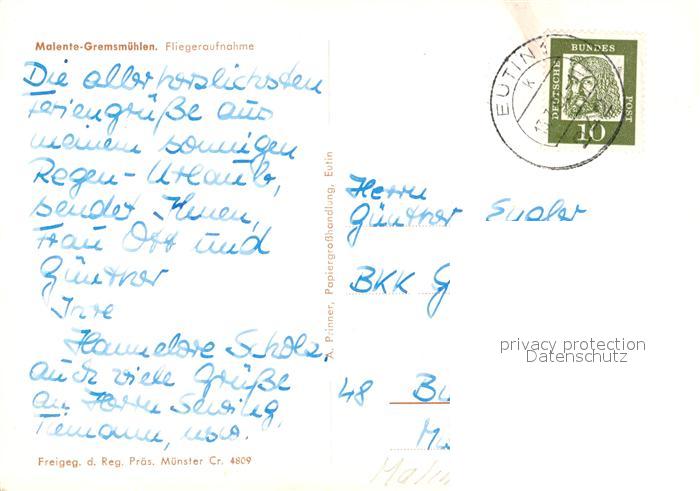 Malente-Gremsmühlen. Fliegeraufnahme
Die allerherzlichsten
Feriengrüße aus
meinem sonnigen
Regen-Urlaub,
sendet Ihnen,
Frau Ott und
Günther
Ihre
Hannelore Scholz,
auch viele Grüße
an Herrn
Tiemann, usw.
Freigeg. d. Reg. Präs. Münster Cr. 4809
A. Prinner, Papiergroßhandlung, Eutin
EUTIN
DEUTSCHE BUNDES POST
10
Herrn
Günther
BKK G
48 Bu
privacy protection
Datenschutz